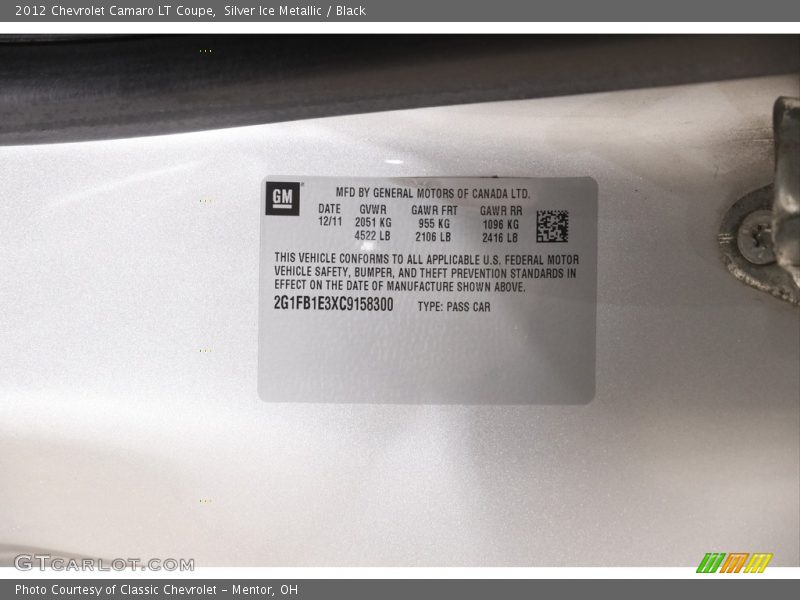 2012 Chevrolet Camaro LT Coupe, Silver Ice Metallic / Black
GM
MFD BY GENERAL MOTORS OF CANADA LTD.
DATE GVWR GAWR FRT GAWR RR
12/11 2051 KG 955 KG 1096 KG
4522 LB 2106 LB 2416 LB
THIS VEHICLE CONFORMS TO ALL APPLICABLE U.S. FEDERAL MOTOR
VEHICLE SAFETY, BUMPER, AND THEFT PREVENTION STANDARDS IN
EFFECT ON THE DATE OF MANUFACTURE SHOWN ABOVE.
2G1FB1E3XC9158300 TYPE: PASS CAR
GTCARLOT.COM
Photo Courtesy of Classic Chevrolet - Mentor, OH